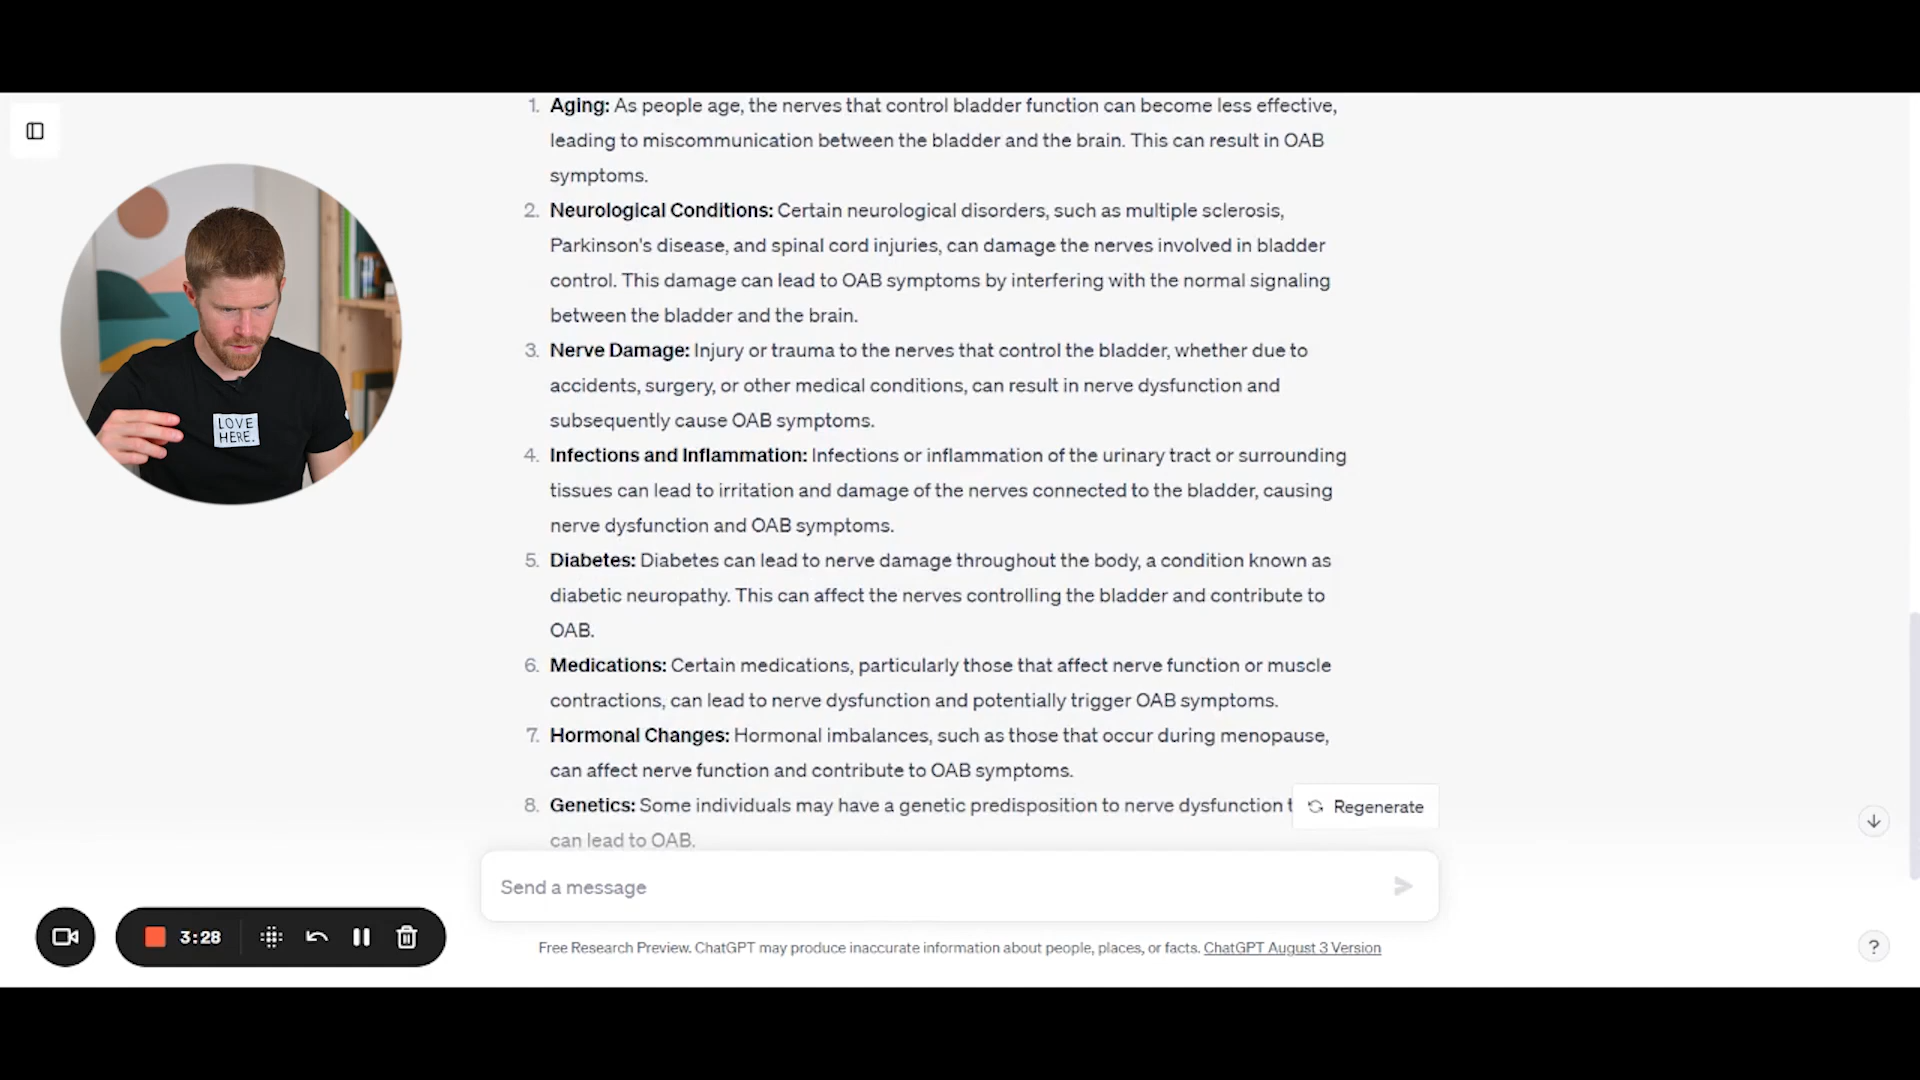 1. Aging: As people age, the nerves that control bladder function can become less effective,
leading to miscommunication between the bladder and the brain. This can result in OAB
symptoms.
2. Neurological Conditions: Certain neurological disorders, such as multiple sclerosis,
Parkinson's disease, and spinal cord injuries, can damage the nerves involved in bladder
control. This damage can lead to OAB symptoms by interfering with the normal signaling
between the bladder and the brain.
3. Nerve Damage: Injury or trauma to the nerves that control the bladder, whether due to
accidents, surgery, or other medical conditions, can result in nerve dysfunction and
subsequently cause OAB symptoms.
4. Infections and Inflammation: Infections or inflammation of the urinary tract or surrounding
tissues can lead to irritation and damage of the nerves connected to the bladder, causing
nerve dysfunction and OAB symptoms.
5. Diabetes: Diabetes can lead to nerve damage throughout the body, a condition known as
diabetic neuropathy. This can affect the nerves controlling the bladder and contribute to
OAB.
6. Medications: Certain medications, particularly those that affect nerve function or muscle
contractions, can lead to nerve dysfunction and potentially trigger OAB symptoms.
7. Hormonal Changes: Hormonal imbalances, such as those that occur during menopause,
can affect nerve function and contribute to OAB symptoms.
8. Genetics: Some individuals may have a genetic predisposition to nerve dysfunction t
can lead to OAB.
Regenerate
LOVE
HERE.
Send a message
3:28
Free Research Preview. ChatGPT may produce inaccurate information about people, places, or facts. ChatGPT August 3 Version
?